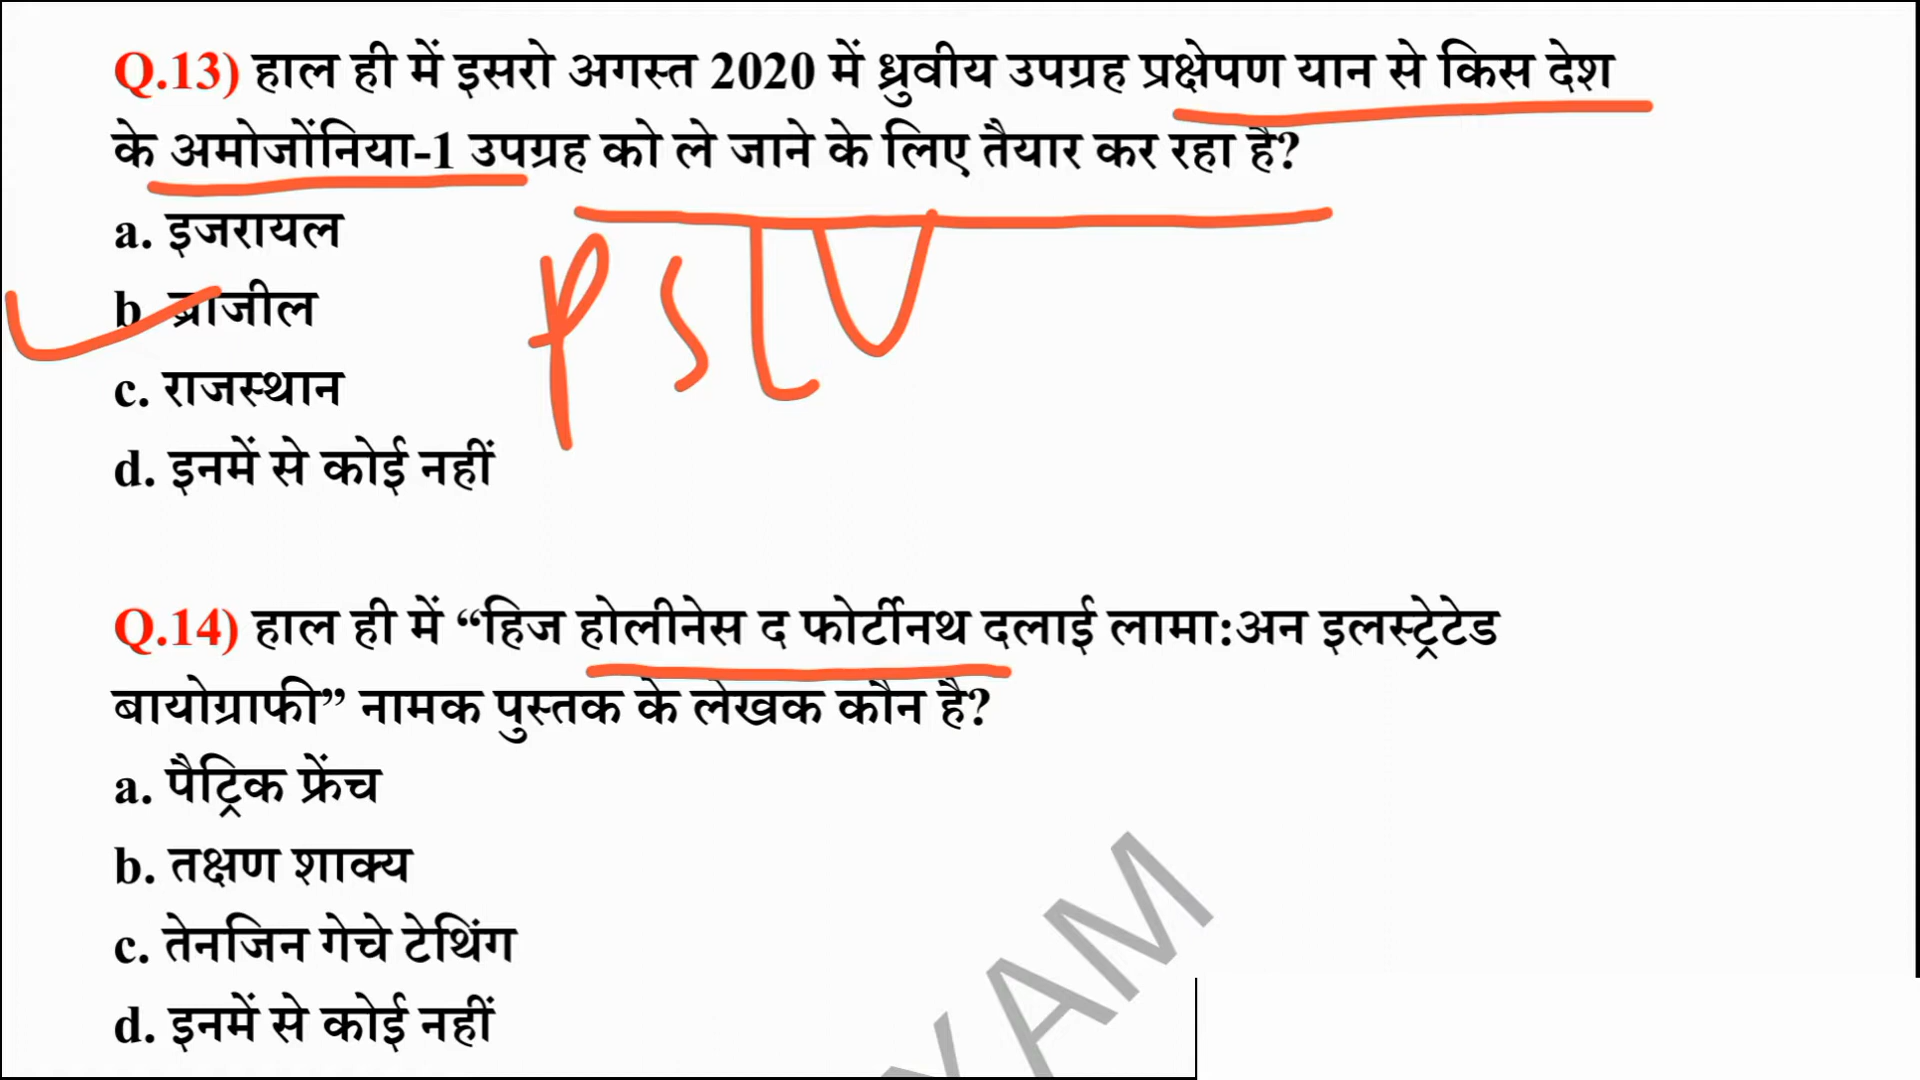 Q.13) हाल ही में इसरो अगस्त 2020 में ध्रुवीय उपग्रह प्रक्षेपण यान से किस देश
के अमोजोंनिया-1 उपग्रह को ले जाने के लिए तैयार कर रहा है?
a. इजरायल
b. ब्राजील
PSLV
c. राजस्थान
d. इनमें से कोई नहीं
Q.14) हाल ही में “हिज होलीनेस द फोर्टीनथ दलाई लामा:अन इलस्ट्रेटेड
बायोग्राफी” नामक पुस्तक के लेखक कौन है?
a. पैट्रिक फ्रेंच
b. तक्षण शाक्य
c. तेनजिन गेचे टेथिंग
d. इनमें से कोई नहीं
XAM